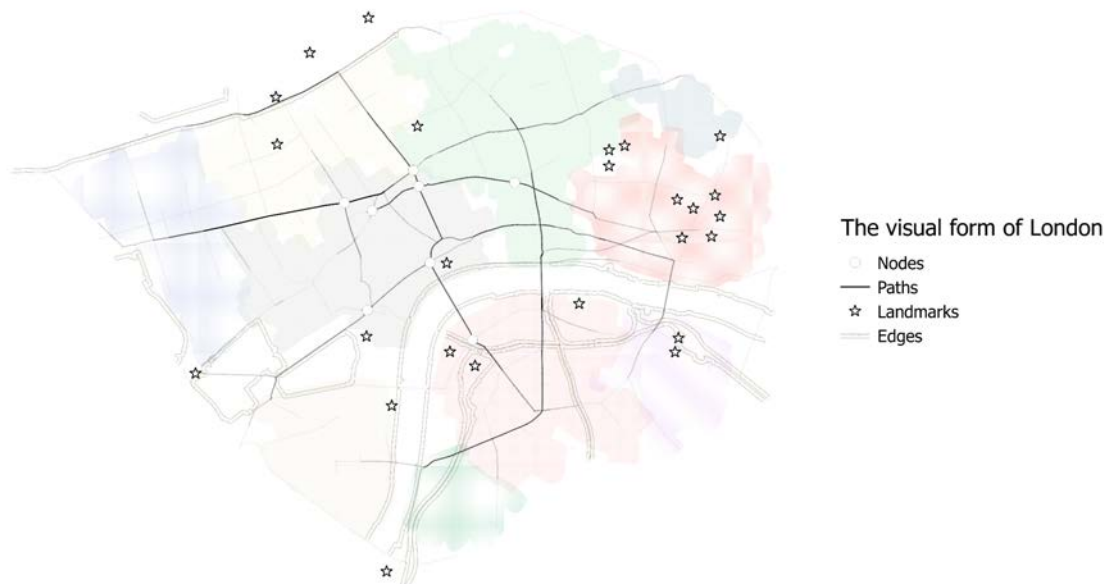 The visual form of London
Nodes
Paths
Landmarks
Edges